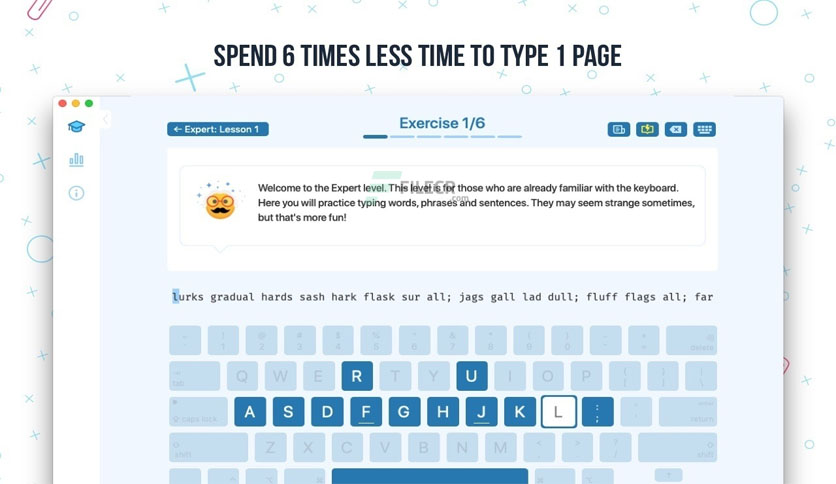 SPEND 6 TIMES LESS TIME TO TYPE 1 PAGE
← Expert: Lesson 1
Exercise 1/6
Welcome to the Expert level. This level is for those who are already familiar with the keyboard.
Here you will practice typing words, phrases and sentences. They may seem strange sometimes,
but that's more fun!
FILECR
.com
lurks gradual hards sash hark flask sur all; jags gall lad dull; fluff flags all; far
~ ! @ # $ % ^ & * ( ) _ +
` 1 2 3 4 5 6 7 8 9 0 - = delete
tab Q W E R T Y U I O P { } |
[ ] \
caps lock A S D F G H J K L : "
; ' return
shift Z X C V B N M < > ? shift
, . /